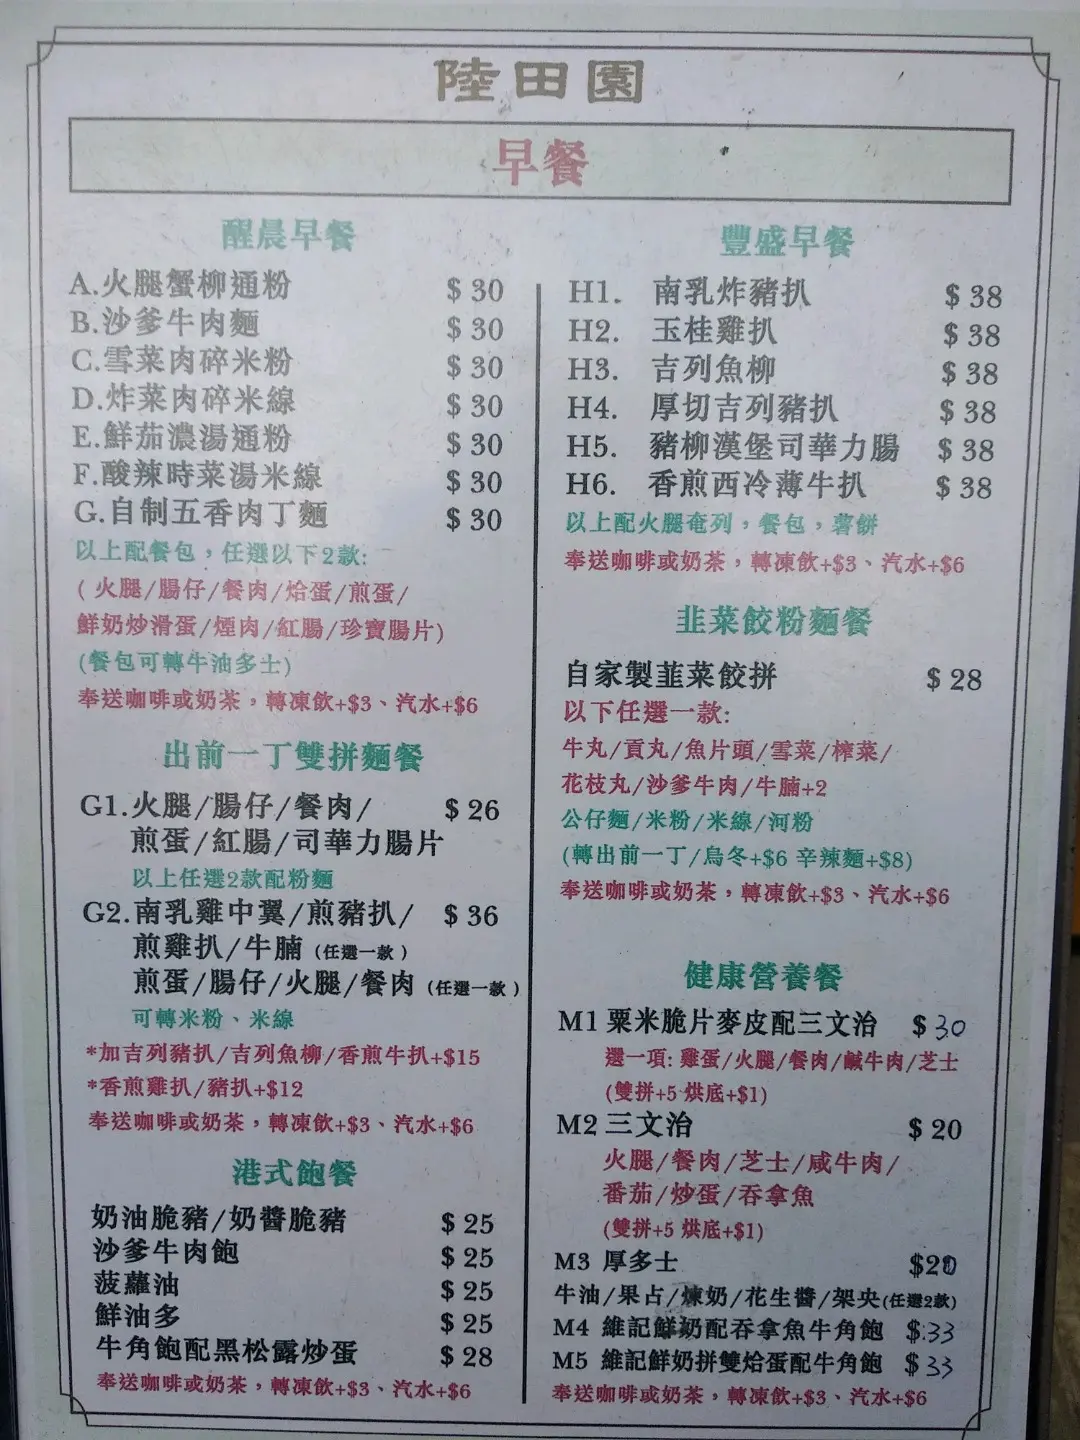 陸田園
早餐
醒晨早餐
A.火腿蟹柳通粉 $30
B.沙爹牛肉麵 $30
C.雪菜肉碎米粉 $30
D.炸菜肉碎米線 $30
E.鮮茄濃湯通粉 $30
F.酸辣時菜湯米線 $30
G.自制五香肉丁麵 $30
以上配餐包，任選以下2款:
(火腿/腸仔/餐肉/烚蛋/煎蛋/
鮮奶炒滑蛋/煙肉/紅腸/珍寶腸片)
(餐包可轉牛油多士)
奉送咖啡或奶茶，轉凍飲+$3、汽水+$6
出前一丁雙拼麵餐
G1.火腿/腸仔/餐肉/ $26
煎蛋/紅腸/司華力腸片
以上任選2款配粉麵
G2.南乳雞中翼/煎豬扒/ $36
煎雞扒/牛腩(任選一款)
煎蛋/腸仔/火腿/餐肉(任選一款)
可轉米粉、米線
*加吉列豬扒/吉列魚柳/香煎牛扒+$15
*香煎雞扒/豬扒+$12
奉送咖啡或奶茶，轉凍飲+$3、汽水+$6
港式飽餐
奶油脆豬/奶醬脆豬 $25
沙爹牛肉飽 $25
菠蘿油 $25
鮮油多 $25
牛角飽配黑松露炒蛋 $28
奉送咖啡或奶茶，轉凍飲+$3、汽水+$6
豐盛早餐
H1. 南乳炸豬扒 $38
H2. 玉桂雞扒 $38
H3. 吉列魚柳 $38
H4. 厚切吉列豬扒 $38
H5. 豬柳漢堡司華力腸 $38
H6. 香煎西冷薄牛扒 $38
以上配火腿奄列，餐包，薯餅
奉送咖啡或奶茶，轉凍飲+$3、汽水+$6
韭菜餃粉麵餐
自家製韮菜餃拼 $28
以下任選一款:
牛丸/貢丸/魚片頭/雪菜/榨菜/
花枝丸/沙爹牛肉/牛腩+2
公仔麵/米粉/米線/河粉
(轉出前一丁/烏冬+$6 辛辣麵+$8)
奉送咖啡或奶茶，轉凍飲+$3、汽水+$6
健康營養餐
M1 粟米脆片麥皮配三文治 $30
選一項: 雞蛋/火腿/餐肉/鹹牛肉/芝士
(雙拼+5 烘底+$1)
M2 三文治 $20
火腿/餐肉/芝士/咸牛肉/
番茄/炒蛋/吞拿魚
(雙拼+5 烘底+$1)
M3 厚多士 $20
牛油/果占/煉奶/花生醬/架央(任選2款)
M4 維記鮮奶配吞拿魚牛角飽 $33
M5 維記鮮奶拼雙烚蛋配牛角飽 $33
奉送咖啡或奶茶，轉凍飲+$3、汽水+$6